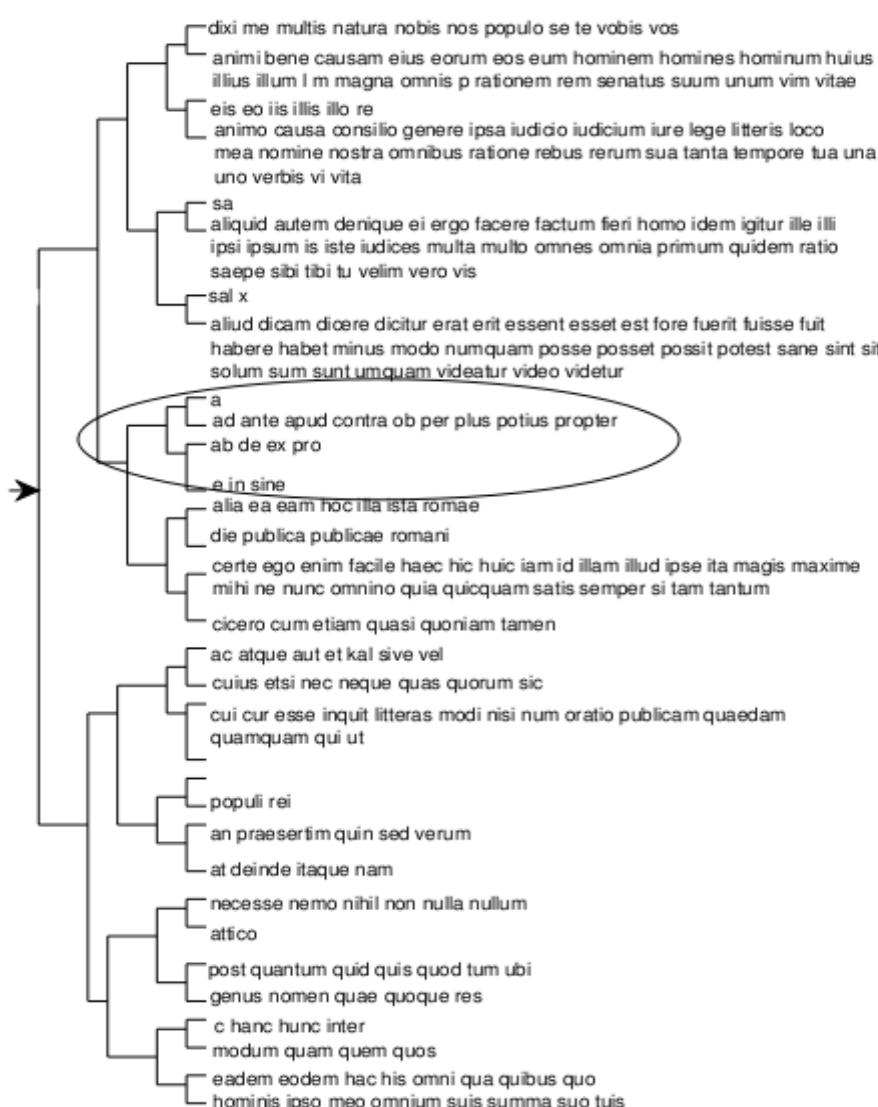 dixi me multis natura nobis nos populo se te vobis vos
animi bene causam eius eorum eos eum hominem homines hominum huius
illius illum l m magna omnis p rationem rem senatus suum unum vim vitae
eis eo iis illis illo re
animo causa consilio genere ipsa iudicio iudicium iure lege litteris loco
mea nomine nostra omnibus ratione rebus rerum sua tanta tempore tua una
uno verbis vi vita
sa
aliquid autem denique ei ergo facere factum fieri homo idem igitur ille illi
ipsi ipsum is iste iudices multa multo omnes omnia primum quidem ratio
saepe sibi tibi tu velim vero vis
sal x
aliud dicam dicere dicitur erat erit essent esset est fore fuerit fuisse fuit
habere habet minus modo numquam posse posset possit potest sane sint sit
solum sum sunt umquam videatur video videtur
a
ad ante apud contra ob per plus potius propter
ab de ex pro
e in sine
alia ea eam hoc illa ista romae
die publica publicae romani
certe ego enim facile haec hic huic iam id illam illud ipse ita magis maxime
mihi ne nunc omnino quia quicquam satis semper si tam tantum
cicero cum etiam quasi quoniam tamen
ac atque aut et kal sive vel
cuius etsi nec neque quas quorum sic
cui cur esse inquit litteras modi nisi num oratio publicam quaedam
quamquam qui ut
populi rei
an praesertim quin sed verum
at deinde itaque nam
necesse nemo nihil non nulla nullum
attico
post quantum quid quis quod tum ubi
genus nomen quae quoque res
c hanc hunc inter
modum quam quem quos
eadem eodem hac his omni qua quibus quo
hominis ipso meo omnium suis summa suo tuis